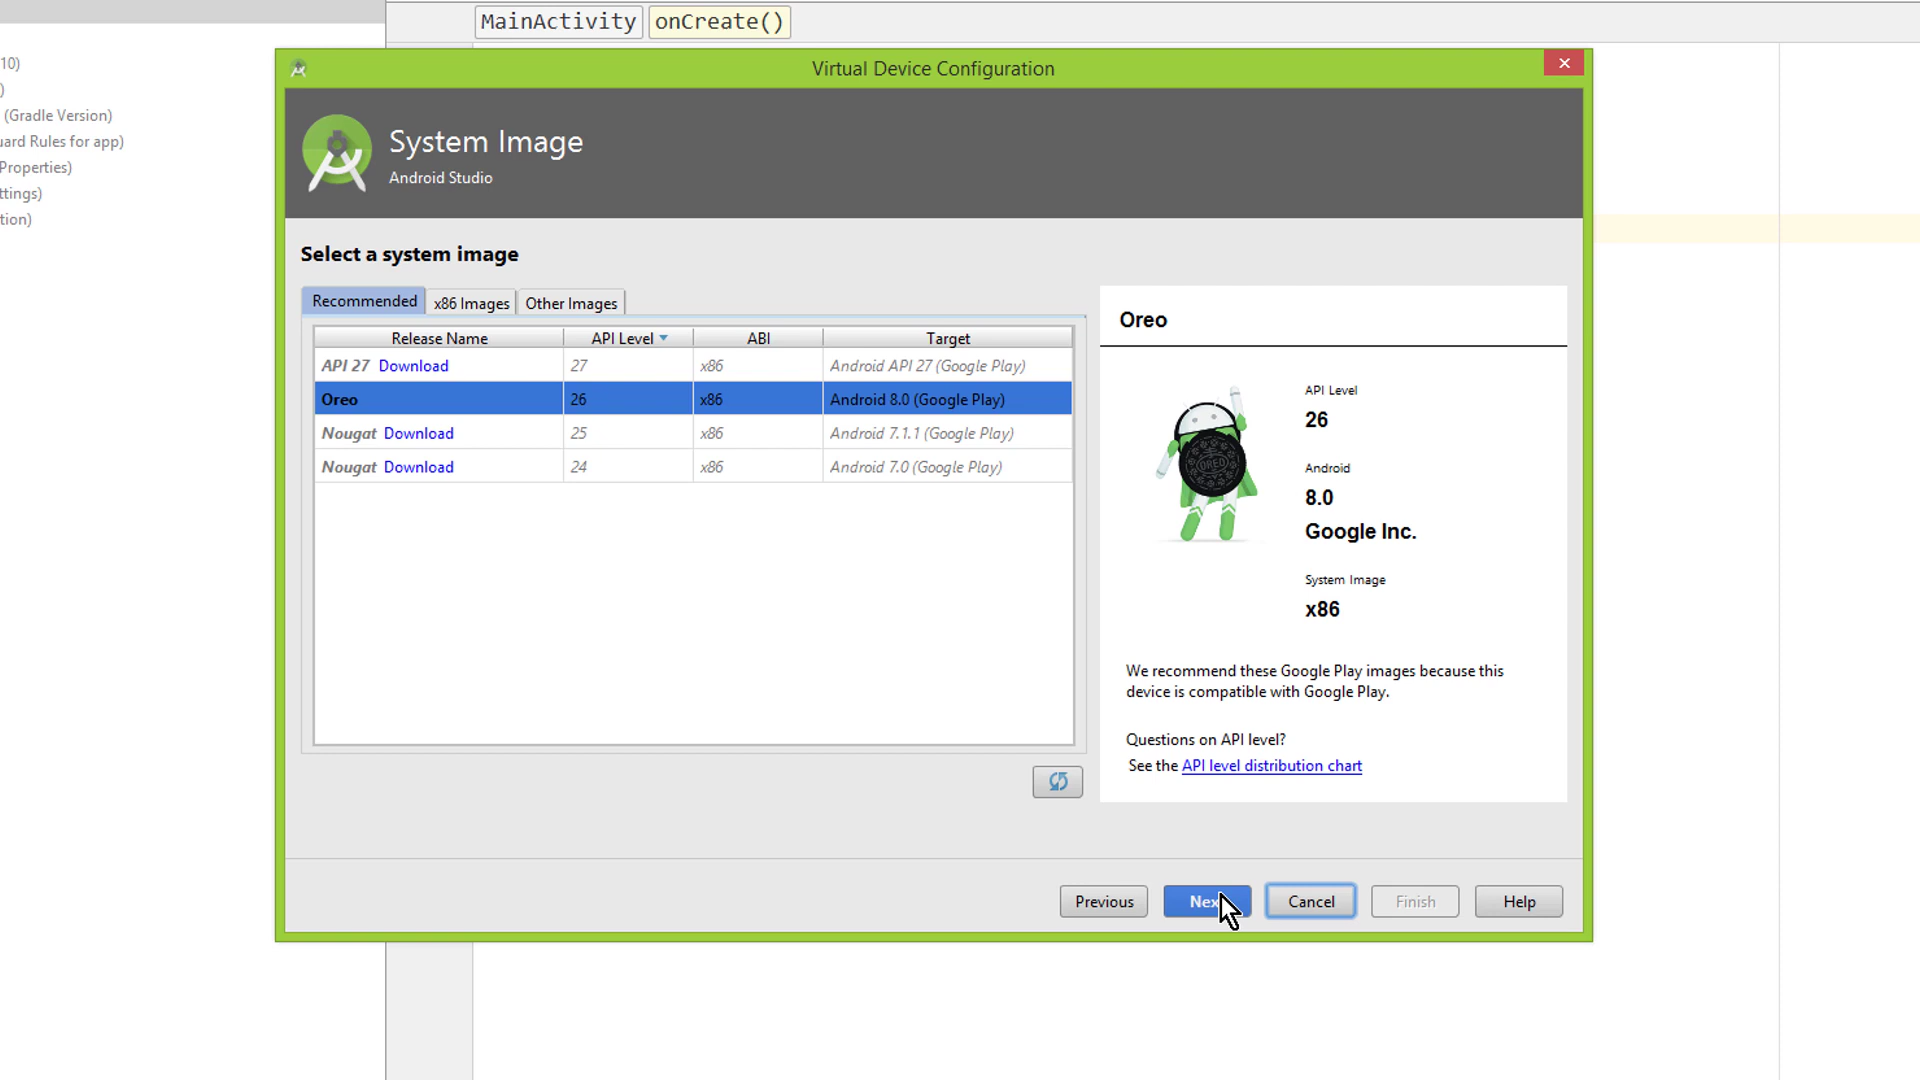 MainActivity onCreate()
10)
)
(Gradle Version)
uard Rules for app)
Properties)
ttings)
tion)
Virtual Device Configuration
System Image
Android Studio
Select a system image
Recommended x86 Images Other Images
Release Name API Level ABI Target
API 27 Download 27 x86 Android API 27 (Google Play)
Oreo 26 x86 Android 8.0 (Google Play)
Nougat Download 25 x86 Android 7.1.1 (Google Play)
Nougat Download 24 x86 Android 7.0 (Google Play)
Oreo
API Level
26
Android
8.0
Google Inc.
System Image
x86
OREO
We recommend these Google Play images because this
device is compatible with Google Play.
Questions on API level?
See the API level distribution chart
Previous Nex Cancel Finish Help